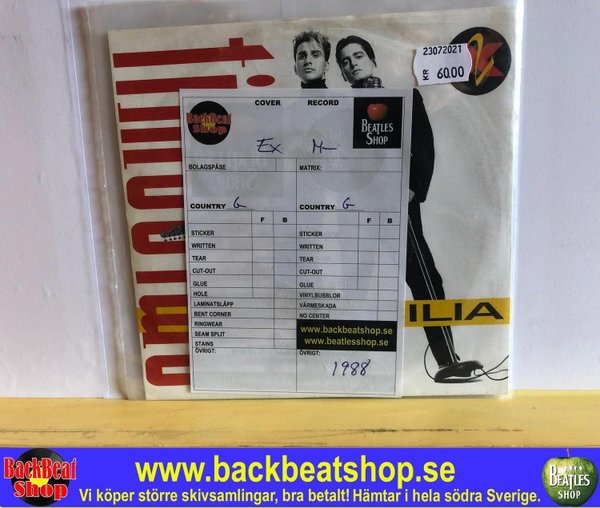 23072021
KR 60.00
COVER RECORD
BackBeat Shop
BEATLES SHOP
Ex M-
BOLAGSPÅSE MATRIX:
COUNTRY G COUNTRY G
F B F B
STICKER STICKER
WRITTEN WRITTEN
TEAR TEAR
CUT-OUT CUT-OUT
GLUE GLUE
HOLE VINYLBUBBLOR
LAMINATSLÄPP VÄRMESKADA
BENT CORNER NO CENTER
RINGWEAR www.backbeatshop.se
SEAM SPLIT www.beatlesshop.se
STAINS
ÖVRIGT: ÖVRIGT:
1988
ILIA
BackBeat Shop
www.backbeatshop.se
Vi köper större skivsamlingar, bra betalt! Hämtar i hela södra Sverige.
BEATLES SHOP